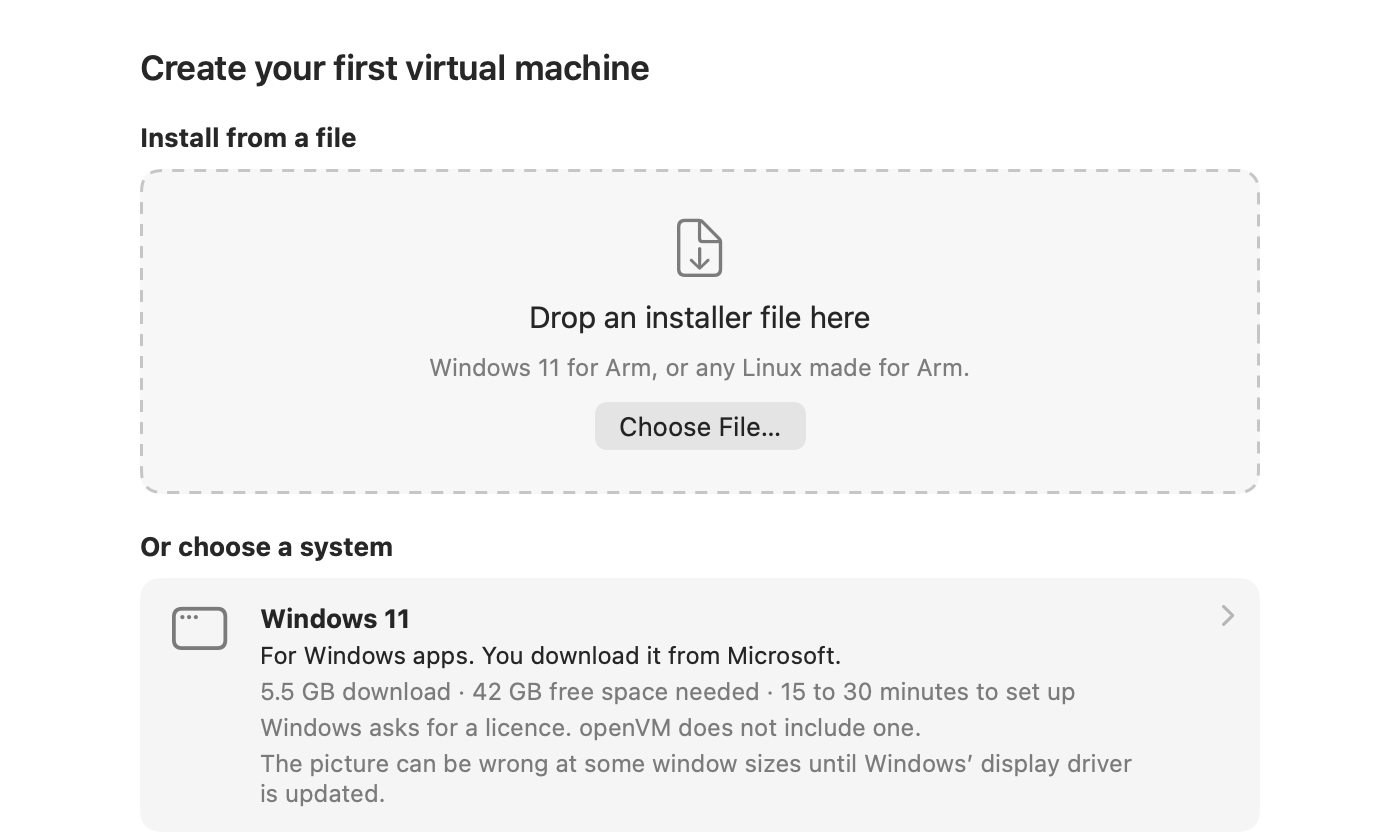 Create your first virtual machine
Install from a file
Drop an installer file here
Windows 11 for Arm, or any Linux made for Arm.
Choose File...
Or choose a system
Windows 11
For Windows apps. You download it from Microsoft.
5.5 GB download · 42 GB free space needed · 15 to 30 minutes to set up
Windows asks for a licence. openVM does not include one.
The picture can be wrong at some window sizes until Windows’ display driver
is updated.